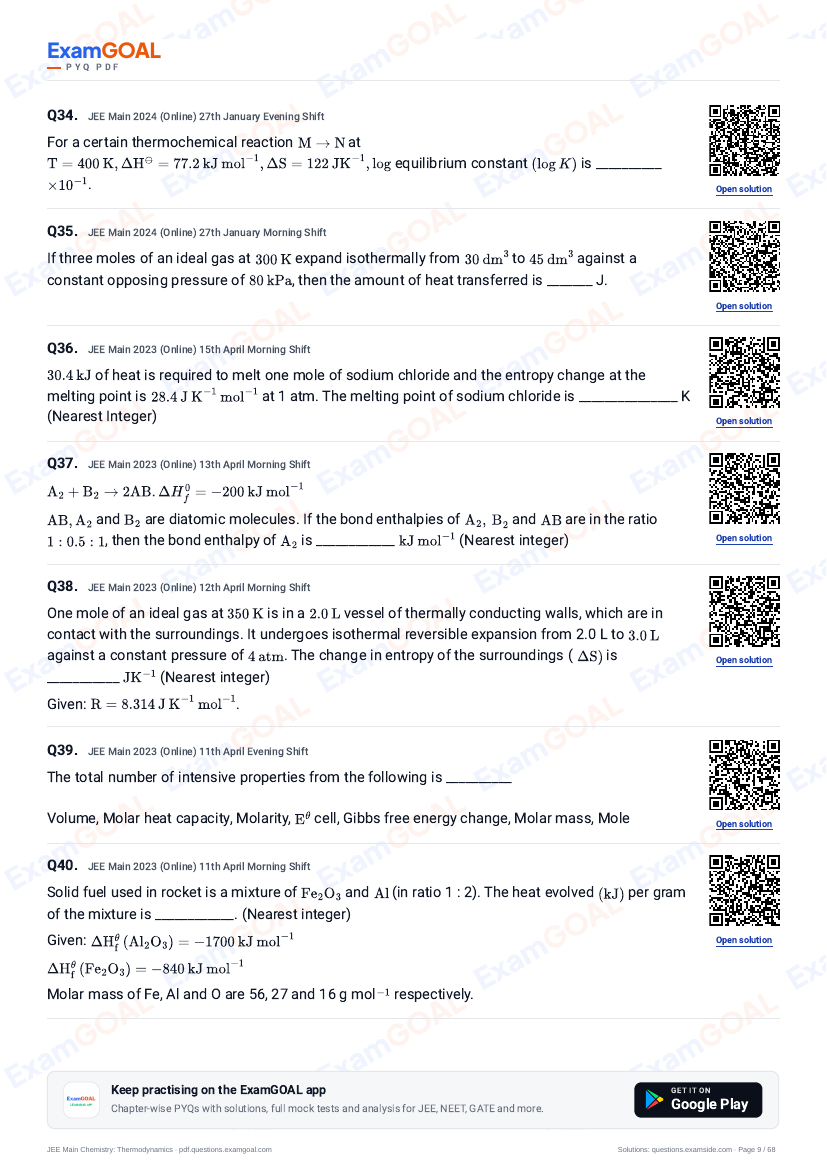 ExamGOAL
PYQ PDF
Q34. JEE Main 2024 (Online) 27th January Evening Shift
For a certain thermochemical reaction M → N at
T = 400 K, ΔH⊖ = 77.2 kJ mol⁻¹, ΔS = 122 JK⁻¹, log equilibrium constant (log K) is __________
×10⁻¹.
Open solution
Q35. JEE Main 2024 (Online) 27th January Morning Shift
If three moles of an ideal gas at 300 K expand isothermally from 30 dm³ to 45 dm³ against a
constant opposing pressure of 80 kPa, then the amount of heat transferred is _______ J.
Open solution
Q36. JEE Main 2023 (Online) 15th April Morning Shift
30.4 kJ of heat is required to melt one mole of sodium chloride and the entropy change at the
melting point is 28.4 J K⁻¹ mol⁻¹ at 1 atm. The melting point of sodium chloride is _______________ K
(Nearest Integer)
Open solution
Q37. JEE Main 2023 (Online) 13th April Morning Shift
A₂ + B₂ → 2AB. ΔH_f⁰ = −200 kJ mol⁻¹
AB, A₂ and B₂ are diatomic molecules. If the bond enthalpies of A₂, B₂ and AB are in the ratio
1 : 0.5 : 1, then the bond enthalpy of A₂ is ____________ kJ mol⁻¹ (Nearest integer)
Open solution
Q38. JEE Main 2023 (Online) 12th April Morning Shift
One mole of an ideal gas at 350 K is in a 2.0 L vessel of thermally conducting walls, which are in
contact with the surroundings. It undergoes isothermal reversible expansion from 2.0 L to 3.0 L
against a constant pressure of 4 atm. The change in entropy of the surroundings ( ΔS) is
___________ JK⁻¹ (Nearest integer)
Given: R = 8.314 J K⁻¹ mol⁻¹.
Open solution
Q39. JEE Main 2023 (Online) 11th April Evening Shift
The total number of intensive properties from the following is __________
Volume, Molar heat capacity, Molarity, E^θ cell, Gibbs free energy change, Molar mass, Mole
Open solution
Q40. JEE Main 2023 (Online) 11th April Morning Shift
Solid fuel used in rocket is a mixture of Fe₂O₃ and Al (in ratio 1 : 2). The heat evolved (kJ) per gram
of the mixture is ____________. (Nearest integer)
Given: ΔH_f^θ (Al₂O₃) = −1700 kJ mol⁻¹
ΔH_f^θ (Fe₂O₃) = −840 kJ mol⁻¹
Molar mass of Fe, Al and O are 56, 27 and 16 g mol⁻¹ respectively.
Open solution
ExamGOAL
Keep practising on the ExamGOAL app
Chapter-wise PYQs with solutions, full mock tests and analysis for JEE, NEET, GATE and more.
GET IT ON
Google Play
JEE Main Chemistry: Thermodynamics · pdf.questions.examgoal.com
Solutions: questions.examside.com · Page 9 / 68